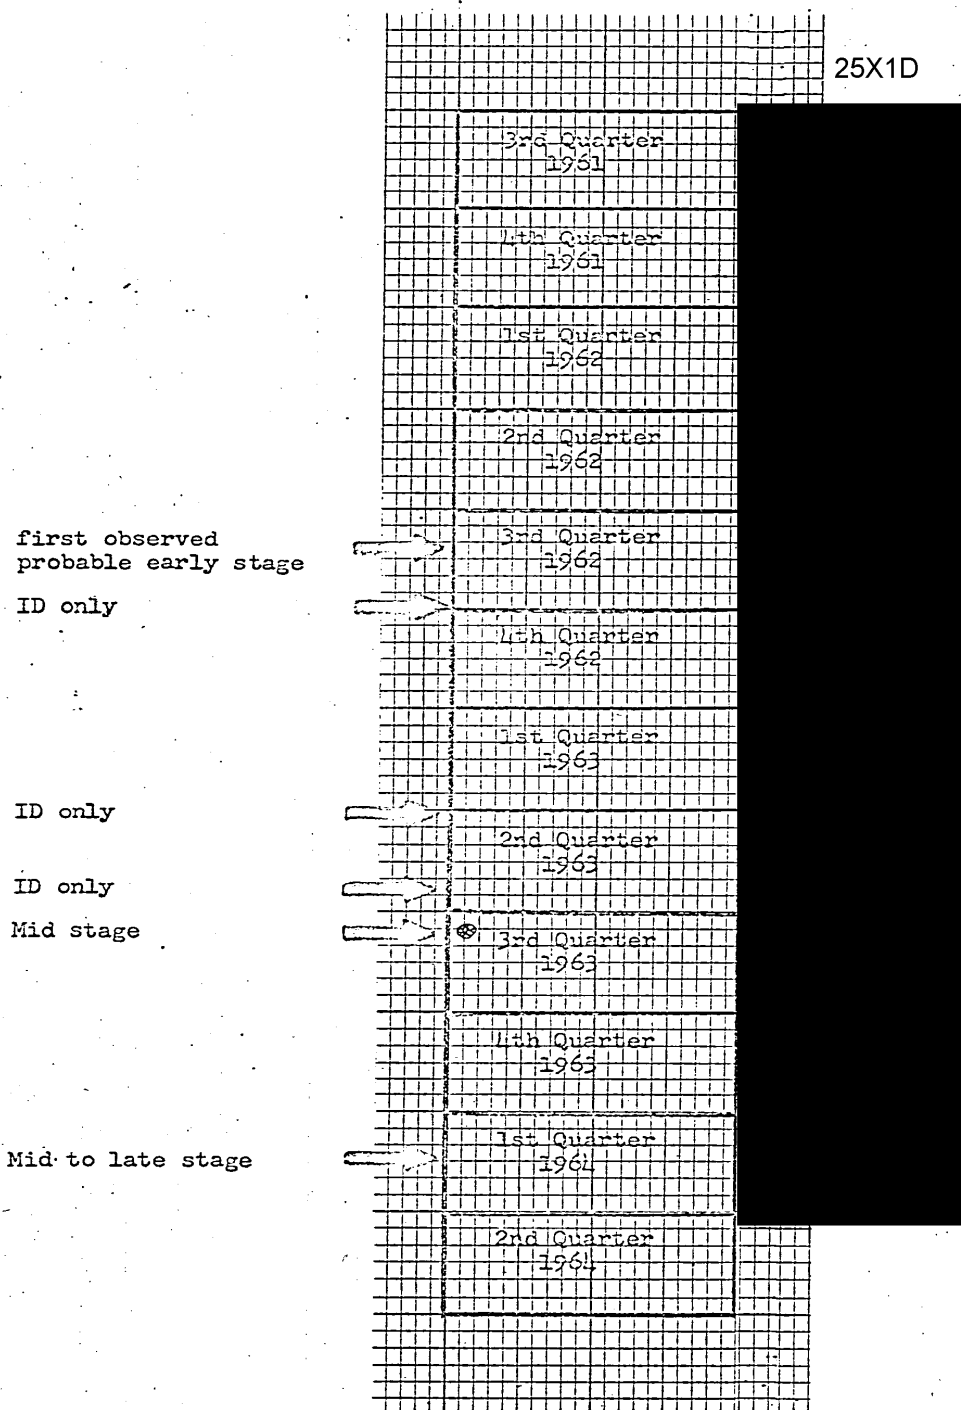 25X1D
3rd Quarter
1961
4th Quarter
1961
1st Quarter
1962
2nd Quarter
1962
first observed
probable early stage
3rd Quarter
1962
ID only
4th Quarter
1962
1st Quarter
1963
ID only
2nd Quarter
1963
ID only
Mid stage
3rd Quarter
1963
4th Quarter
1963
Mid to late stage
1st Quarter
1964
2nd Quarter
1964